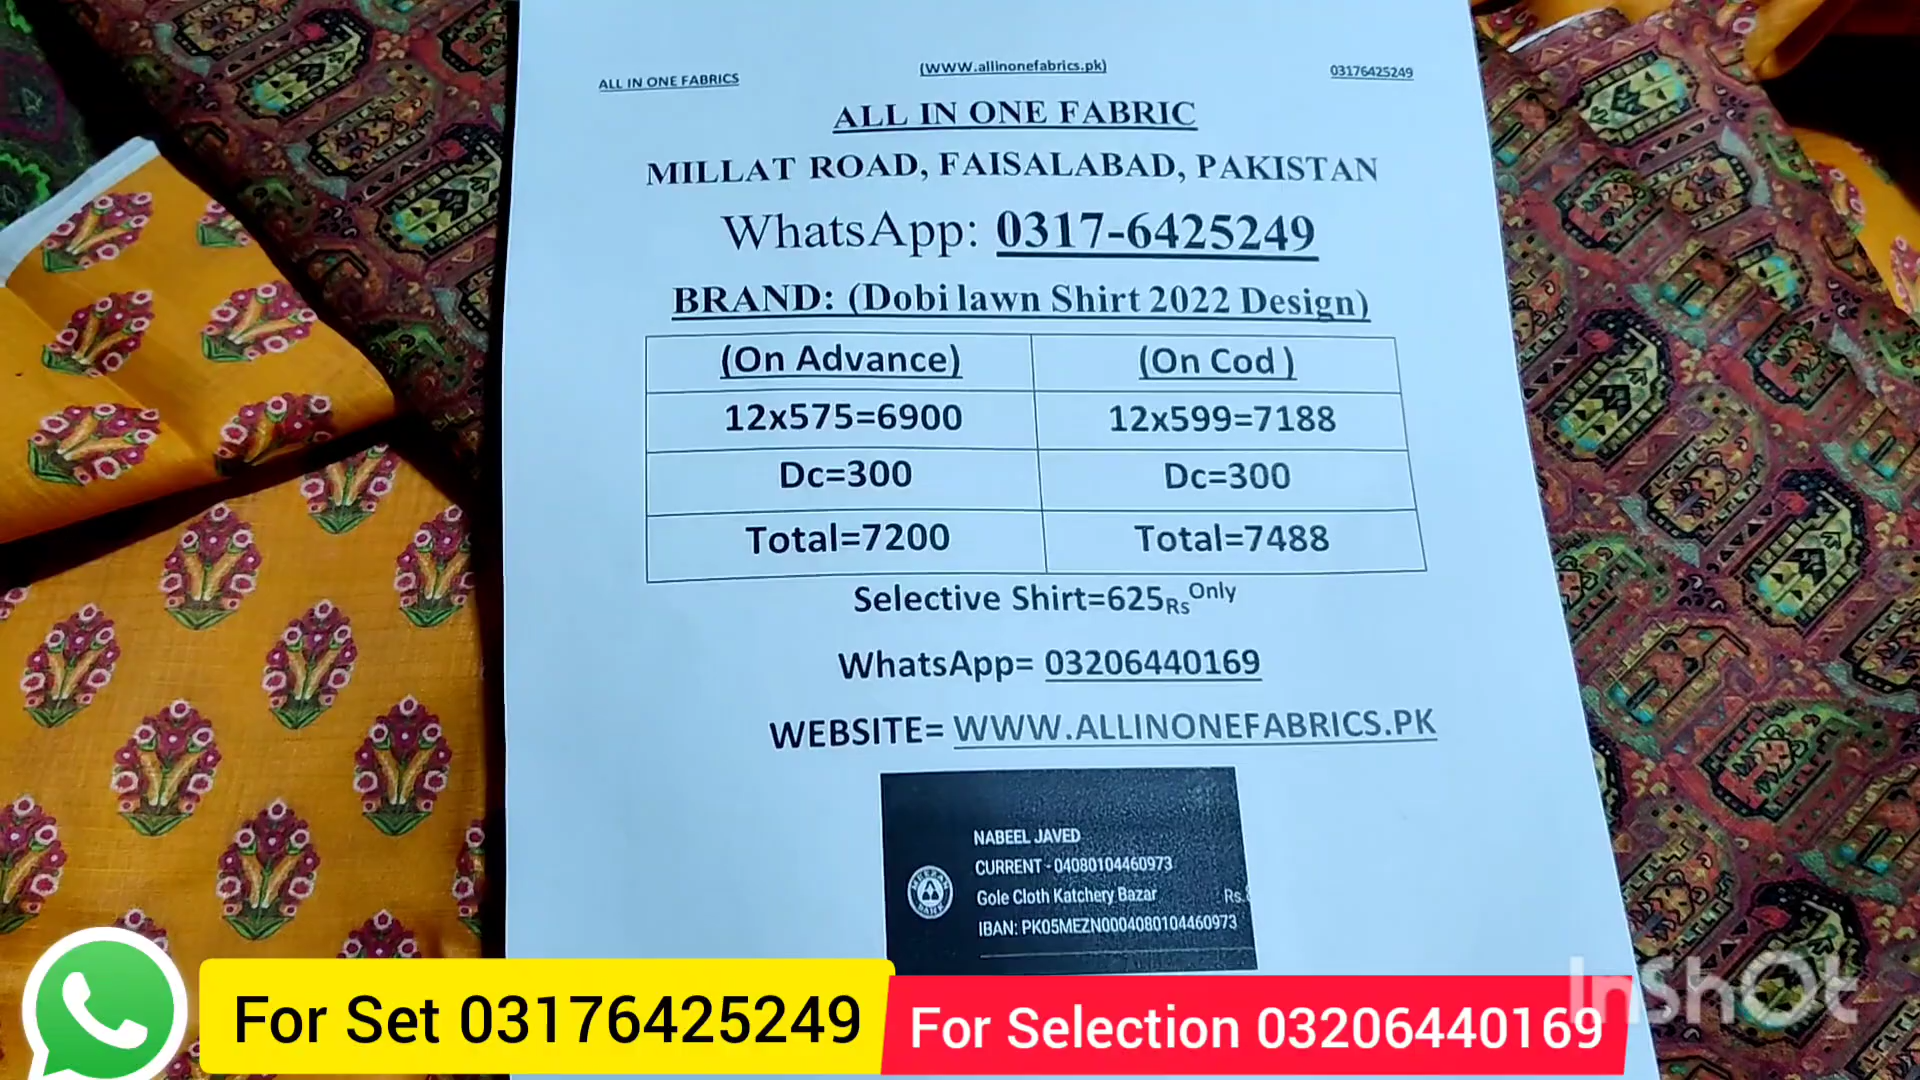 ALL IN ONE FABRICS (WWW.allinonefabrics.pk) 03176425249
ALL IN ONE FABRIC
MILLAT ROAD, FAISALABAD, PAKISTAN
WhatsApp: 0317-6425249
BRAND: (Dobi lawn Shirt 2022 Design)
(On Advance) (On Cod )
12x575=6900 12x599=7188
Dc=300 Dc=300
Total=7200 Total=7488
Selective Shirt=625Rs Only
WhatsApp= 03206440169
WEBSITE= WWW.ALLINONEFABRICS.PK
NABEEL JAVED
CURRENT - 04080104460973
Gole Cloth Katchery Bazar Rs.
IBAN: PK05MEZN0004080104460973
MEEZAN BANK
For Set 03176425249
For Selection 03206440169
InShOt